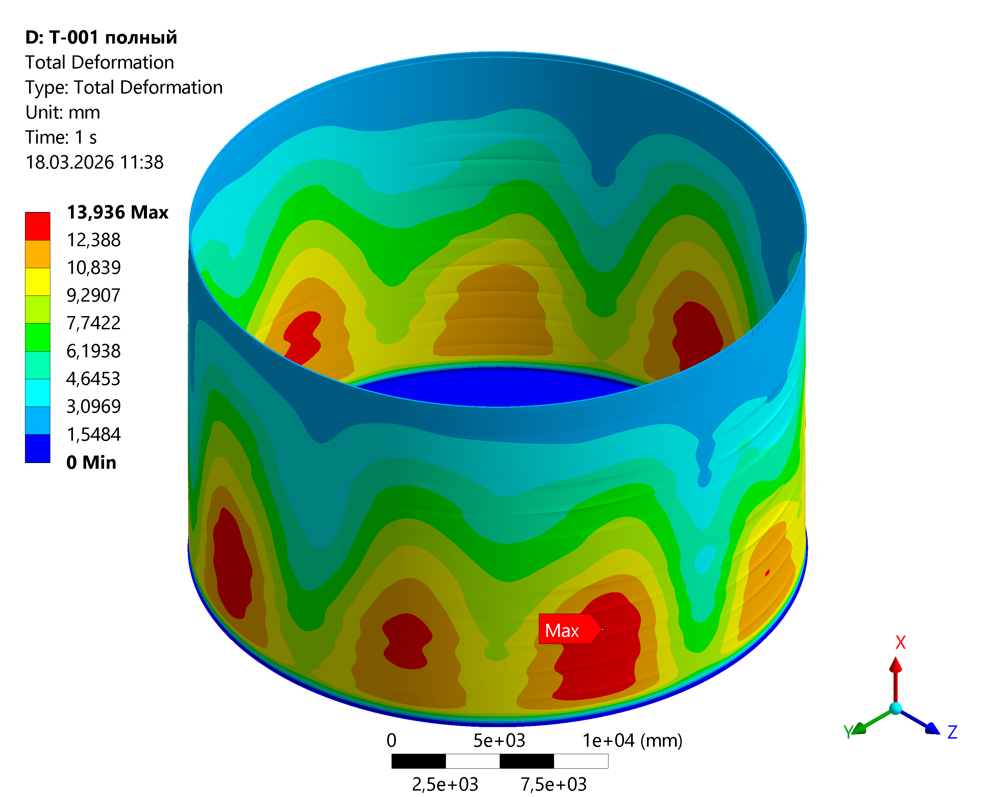 D: T-001 полный
Total Deformation
Type: Total Deformation
Unit: mm
Time: 1 s
18.03.2026 11:38
13,936 Max
12,388
10,839
9,2907
7,7422
6,1938
4,6453
3,0969
1,5484
0 Min
Max
X
Y
Z
0 5e+03 1e+04 (mm)
2,5e+03 7,5e+03